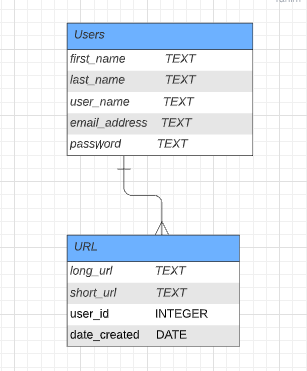 Users
first_name TEXT
last_name TEXT
user_name TEXT
email_address TEXT
password TEXT
URL
long_url TEXT
short_url TEXT
user_id INTEGER
date_created DATE